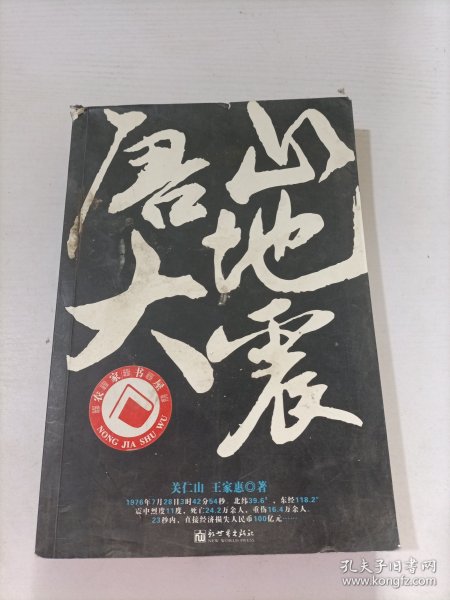 唐山
大地震
农家书屋
NONG JIA SHU WU
关仁山 王家惠◎著
1976年7月28日3时42分54秒,北纬39.6°,东经118.2°
震中烈度11度,死亡24.2万余人,重伤16.4万余人,
23秒内,直接经济损失人民币100亿元……
新世界出版社
NEW WORLD PRESS
孔夫子旧书网
www.kongfz.com